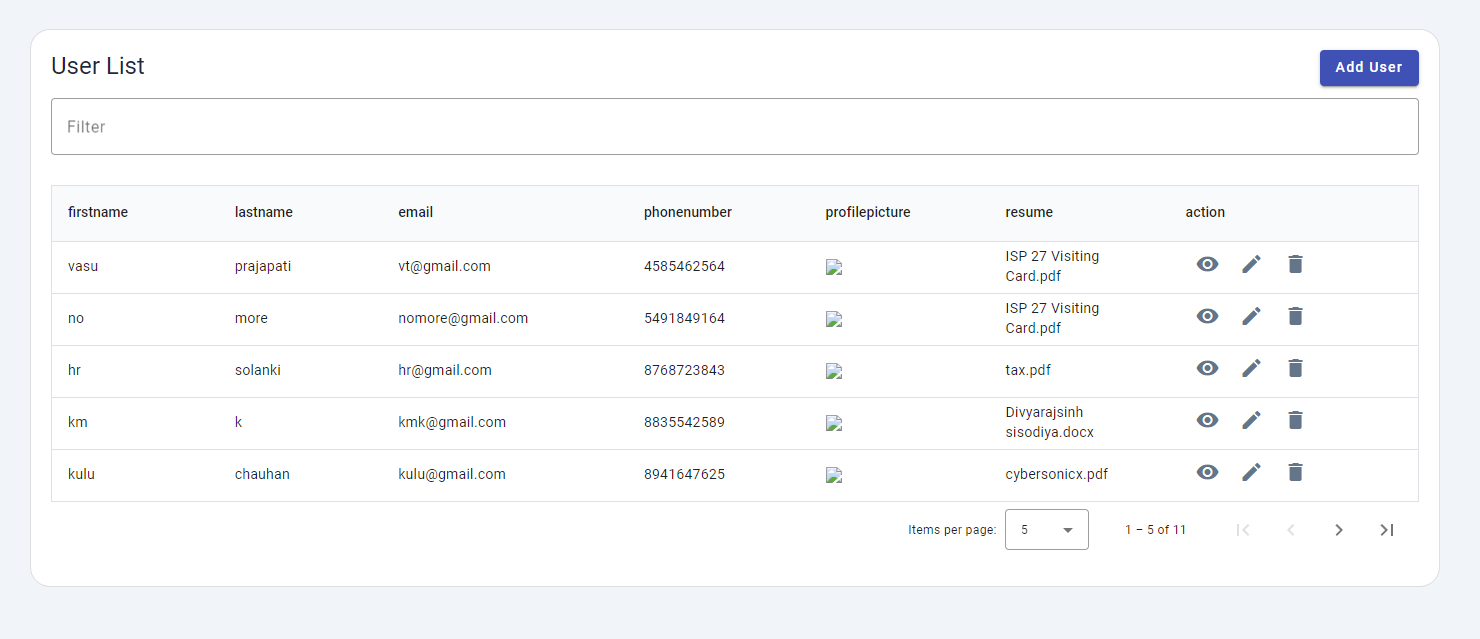 User List
Add User
Filter
firstname lastname email phonenumber profilepicture resume action
vasu prajapati vt@gmail.com 4585462564 ISP 27 Visiting
Card.pdf
no more nomore@gmail.com 5491849164 ISP 27 Visiting
Card.pdf
hr solanki hr@gmail.com 8768723843 tax.pdf
km k kmk@gmail.com 8835542589 Divyarajsinh
sisodiya.docx
kulu chauhan kulu@gmail.com 8941647625 cybersonicx.pdf
Items per page: 5 1 – 5 of 11